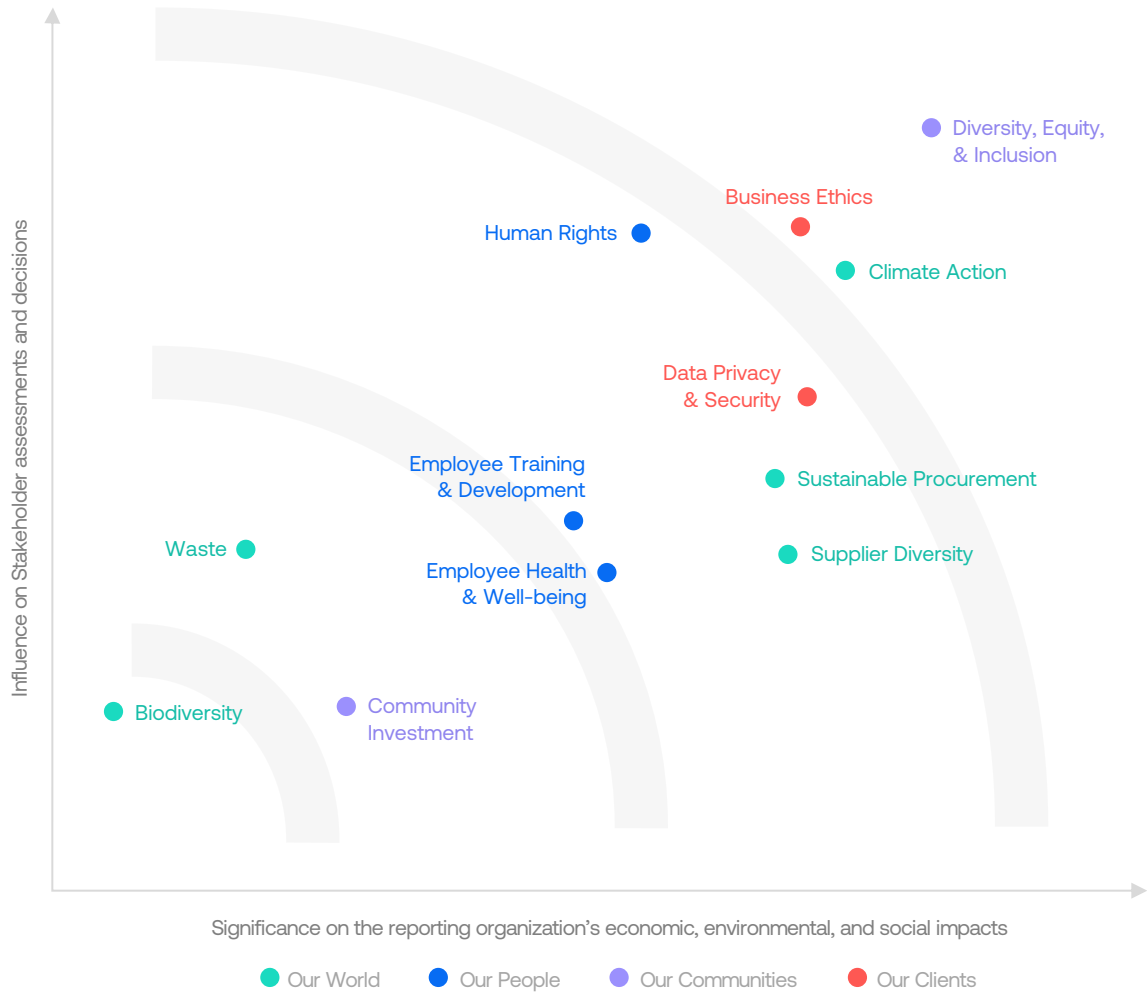 Diversity, Equity,
& Inclusion
Business Ethics
Human Rights
Climate Action
Data Privacy
& Security
Employee Training
& Development
Sustainable Procurement
Waste
Supplier Diversity
Employee Health
& Well-being
Biodiversity
Community
Investment
Influence on Stakeholder assessments and decisions
Significance on the reporting organization’s economic, environmental, and social impacts
Our World
Our People
Our Communities
Our Clients